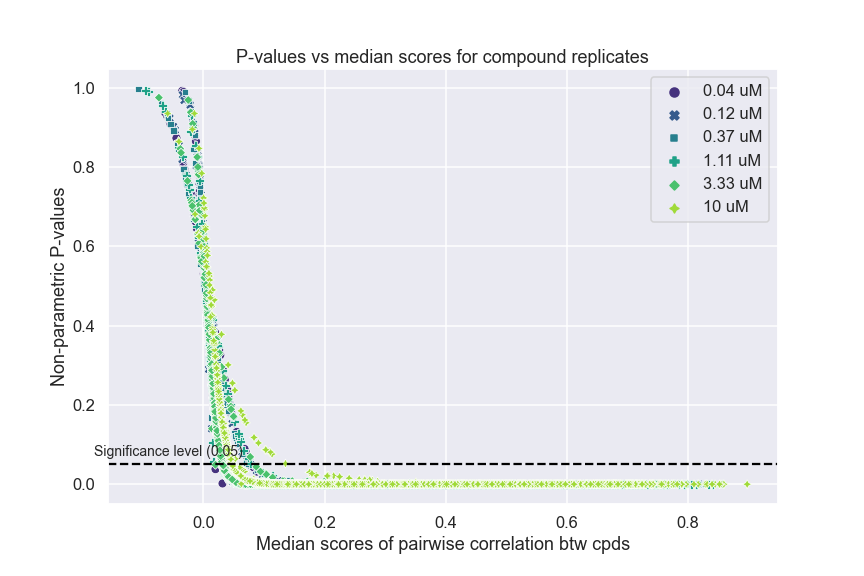 P-values vs median scores for compound replicates
Non-parametric P-values
1.0
0.8
0.6
0.4
0.2
0.0
0.04 uM
0.12 uM
0.37 uM
1.11 uM
3.33 uM
10 uM
Significance level (0.05)
0.0 0.2 0.4 0.6 0.8
Median scores of pairwise correlation btw cpds